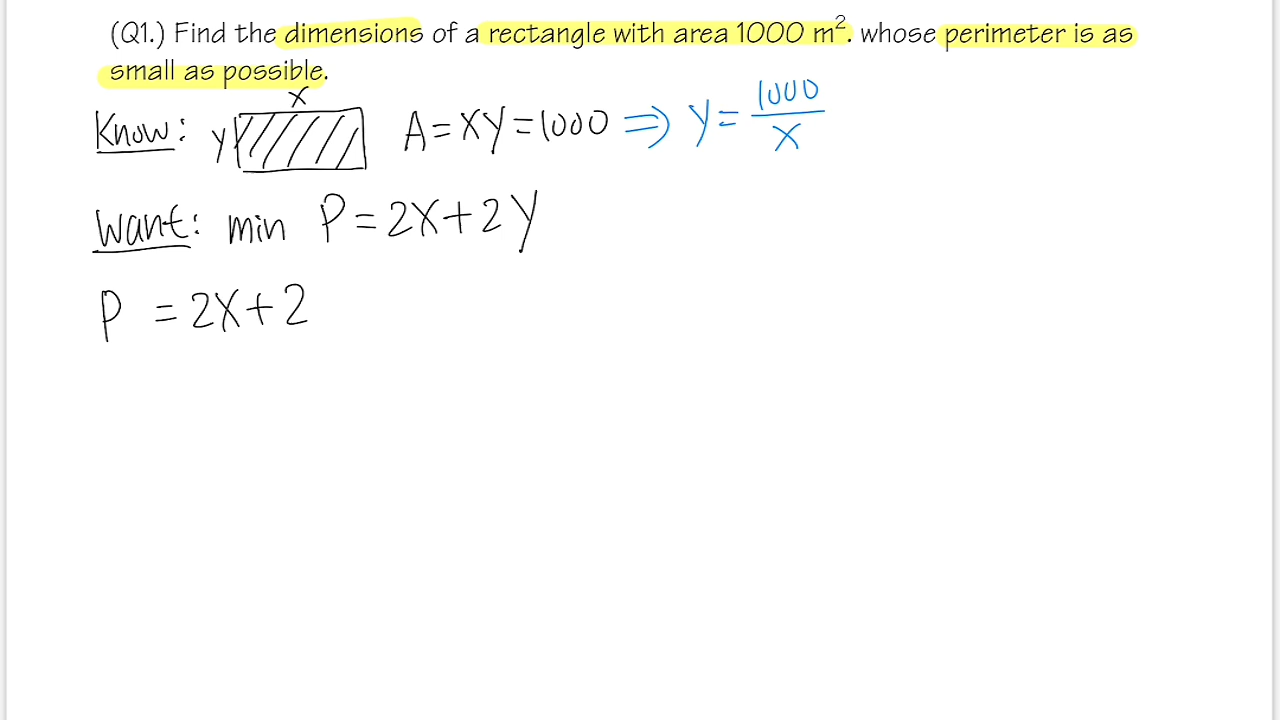 (Q1.) Find the dimensions of a rectangle with area 1000 m². whose perimeter is as
small as possible.
x
Know: y A = xy = 1000 ⟹ y = 1000/x
Want: min P = 2x + 2y
P = 2x + 2